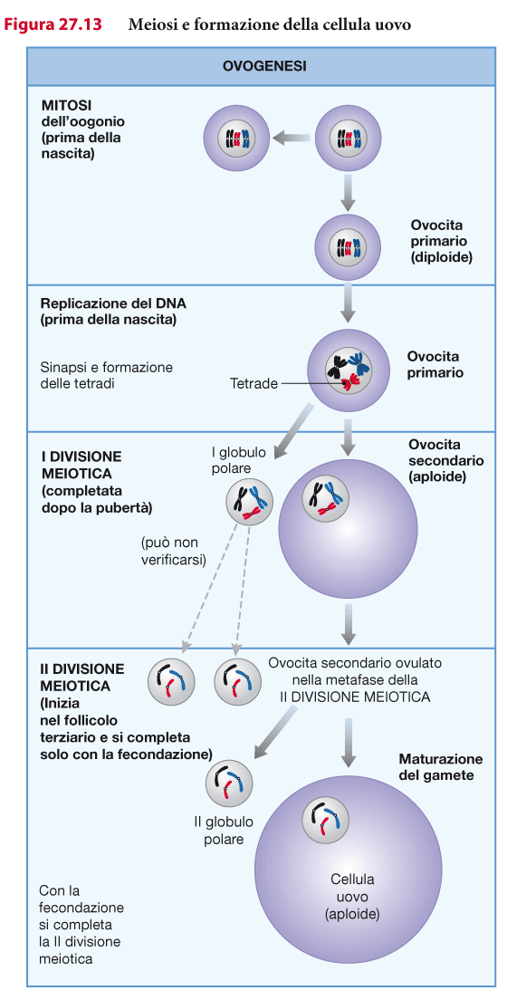 Figura 27.13 Meiosi e formazione della cellula uovo
OVOGENESI
MITOSI
dell'oogonio
(prima della
nascita)
Ovocita
primario
(diploide)
Replicazione del DNA
(prima della nascita)
Sinapsi e formazione
delle tetradi
Tetrade
Ovocita
primario
I DIVISIONE
MEIOTICA
(completata
dopo la pubertà)
I globulo
polare
Ovocita
secondario
(aploide)
(può non
verificarsi)
II DIVISIONE
MEIOTICA
(Inizia
nel follicolo
terziario e si completa
solo con la fecondazione)
Ovocita secondario ovulato
nella metafase della
II DIVISIONE MEIOTICA
II globulo
polare
Maturazione
del gamete
Cellula
uovo
(aploide)
Con la
fecondazione
si completa
la II divisione
meiotica